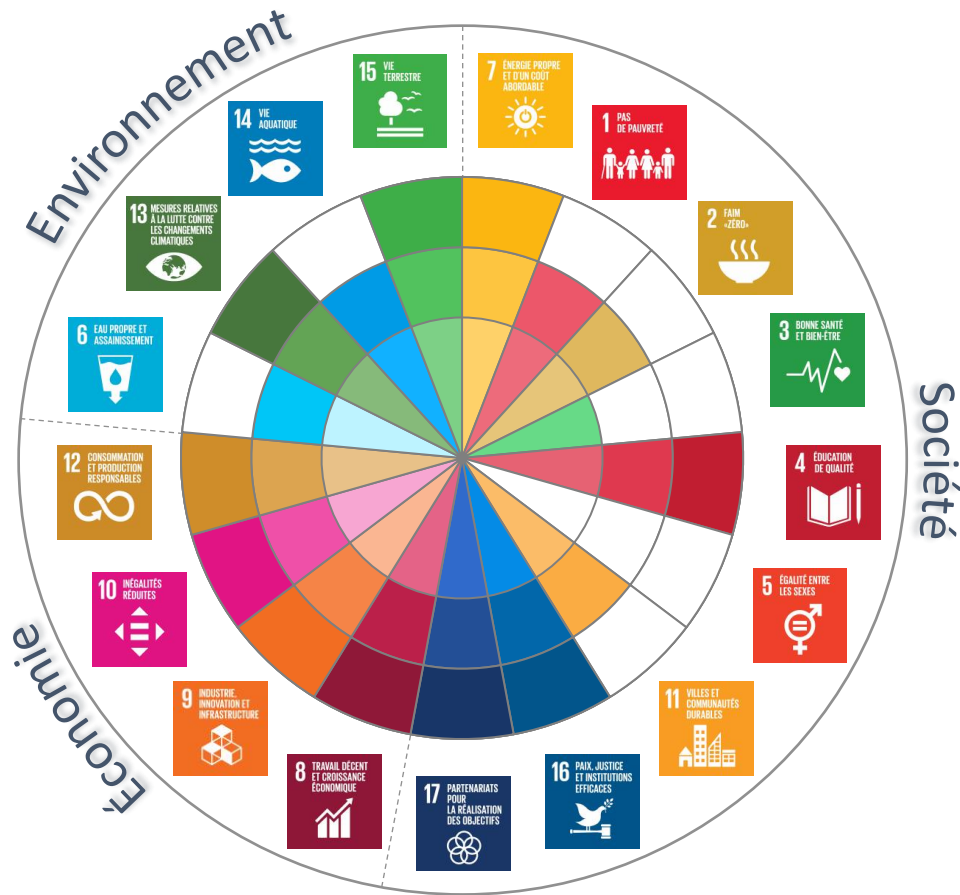 Environnement
15 VIE
TERRESTRE
7 ÉNERGIE PROPRE
ET D'UN COÛT
ABORDABLE
14 VIE
AQUATIQUE
1 PAS
DE PAUVRETÉ
13 MESURES RELATIVES
À LA LUTTE CONTRE
LES CHANGEMENTS
CLIMATIQUES
2 FAIM
«ZÉRO»
6 EAU PROPRE ET
ASSAINISSEMENT
3 BONNE SANTÉ
ET BIEN-ÊTRE
Société
12 CONSOMMATION
ET PRODUCTION
RESPONSABLES
4 ÉDUCATION
DE QUALITÉ
10 INÉGALITÉS
RÉDUITES
5 ÉGALITÉ ENTRE
LES SEXES
Économie
9 INDUSTRIE,
INNOVATION ET
INFRASTRUCTURE
11 VILLES ET
COMMUNAUTÉS
DURABLES
8 TRAVAIL DÉCENT
ET CROISSANCE
ÉCONOMIQUE
17 PARTENARIATS
POUR
LA RÉALISATION
DES OBJECTIFS
16 PAIX, JUSTICE
ET INSTITUTIONS
EFFICACES